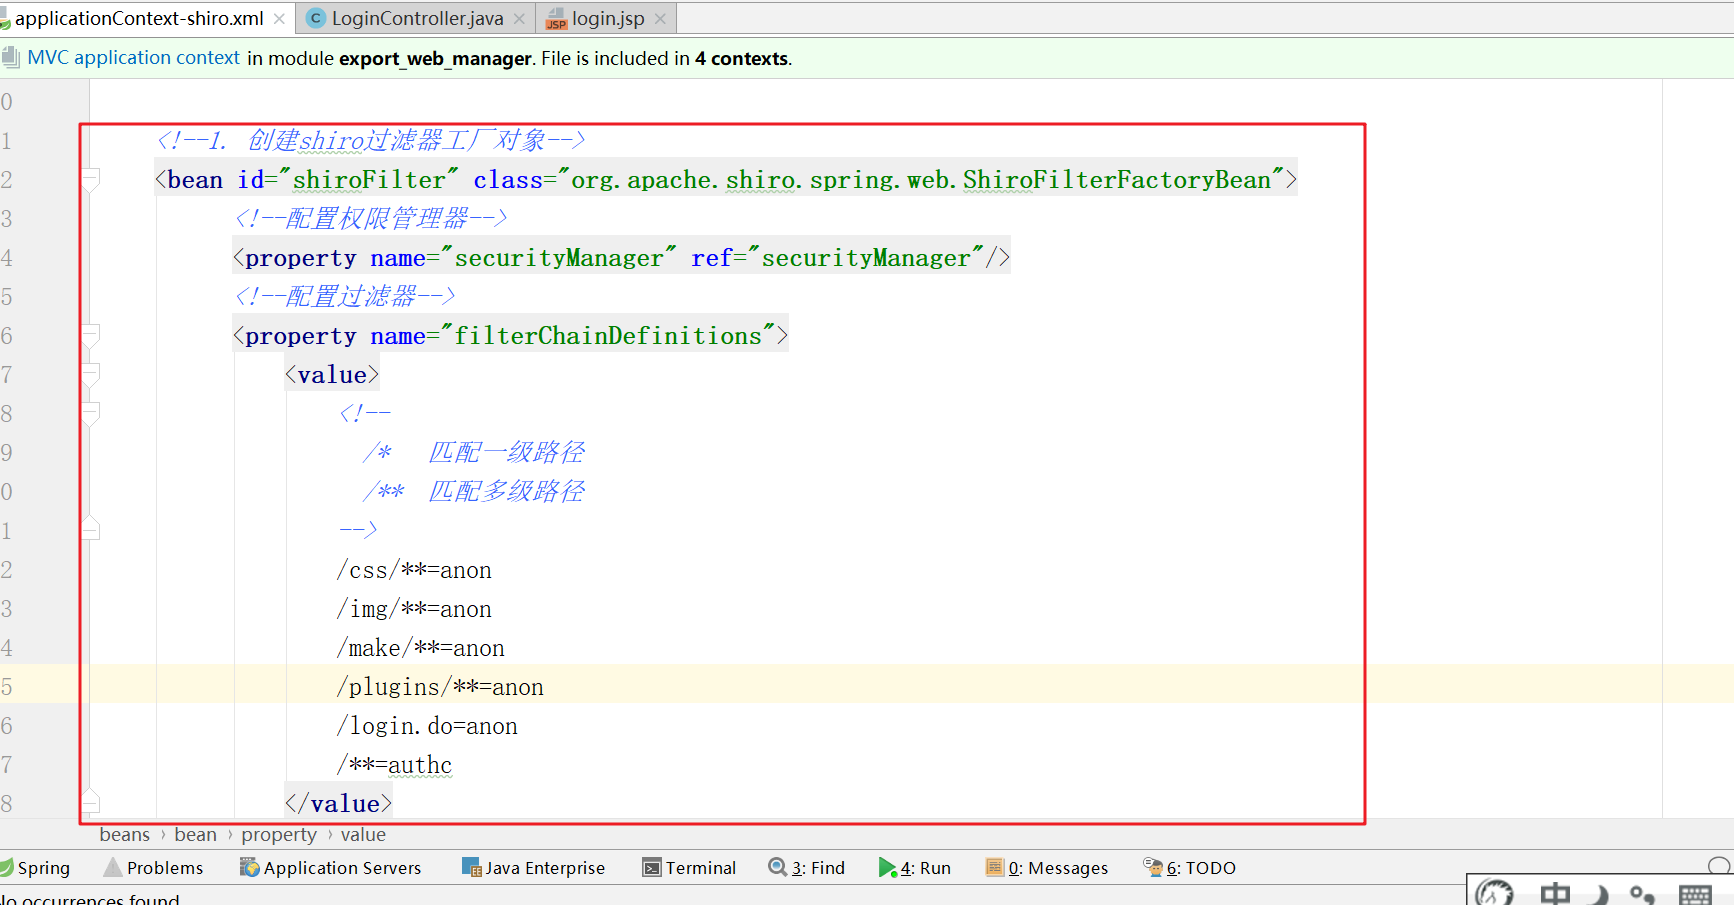 applicationContext-shiro.xml × LoginController.java × login.jsp ×
MVC application context in module export_web_manager. File is included in 4 contexts.
0
1 <!--1. 创建shiro过滤器工厂对象-->
2 <bean id="shiroFilter" class="org.apache.shiro.spring.web.ShiroFilterFactoryBean">
3 <!--配置权限管理器-->
4 <property name="securityManager" ref="securityManager"/>
5 <!--配置过滤器-->
6 <property name="filterChainDefinitions">
7 <value>
8 <!--
9 /* 匹配一级路径
0 /** 匹配多级路径
1 -->
2 /css/**=anon
3 /img/**=anon
4 /make/**=anon
5 /plugins/**=anon
6 /login.do=anon
7 /**=authc
8 </value>
beans › bean › property › value
Spring Problems Application Servers Java Enterprise Terminal 3: Find 4: Run 0: Messages 6: TODO
No occurrences found
中